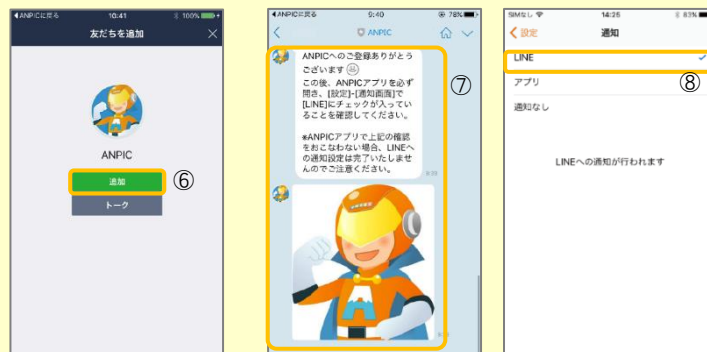 ◀ANPICに戻る 10:41 100%
友だちを追加 ×
ANPIC
追加
⑥
トーク
◀ANPICに戻る 9:40 78%
ANPIC
ANPICへのご登録ありがとう
ございます
この後、ANPICアプリを必ず
開き、[設定]-[通知画面]で
[LINE]にチェックが入ってい
ることを確認してください。
※ANPICアプリで上記の確認
をおこなわない場合、LINEへ
の通知設定は完了いたしませ
んのでご注意ください。
⑦
SIMなし 14:25 83%
設定 通知
LINE
⑧
アプリ
通知なし
LINEへの通知が行われます